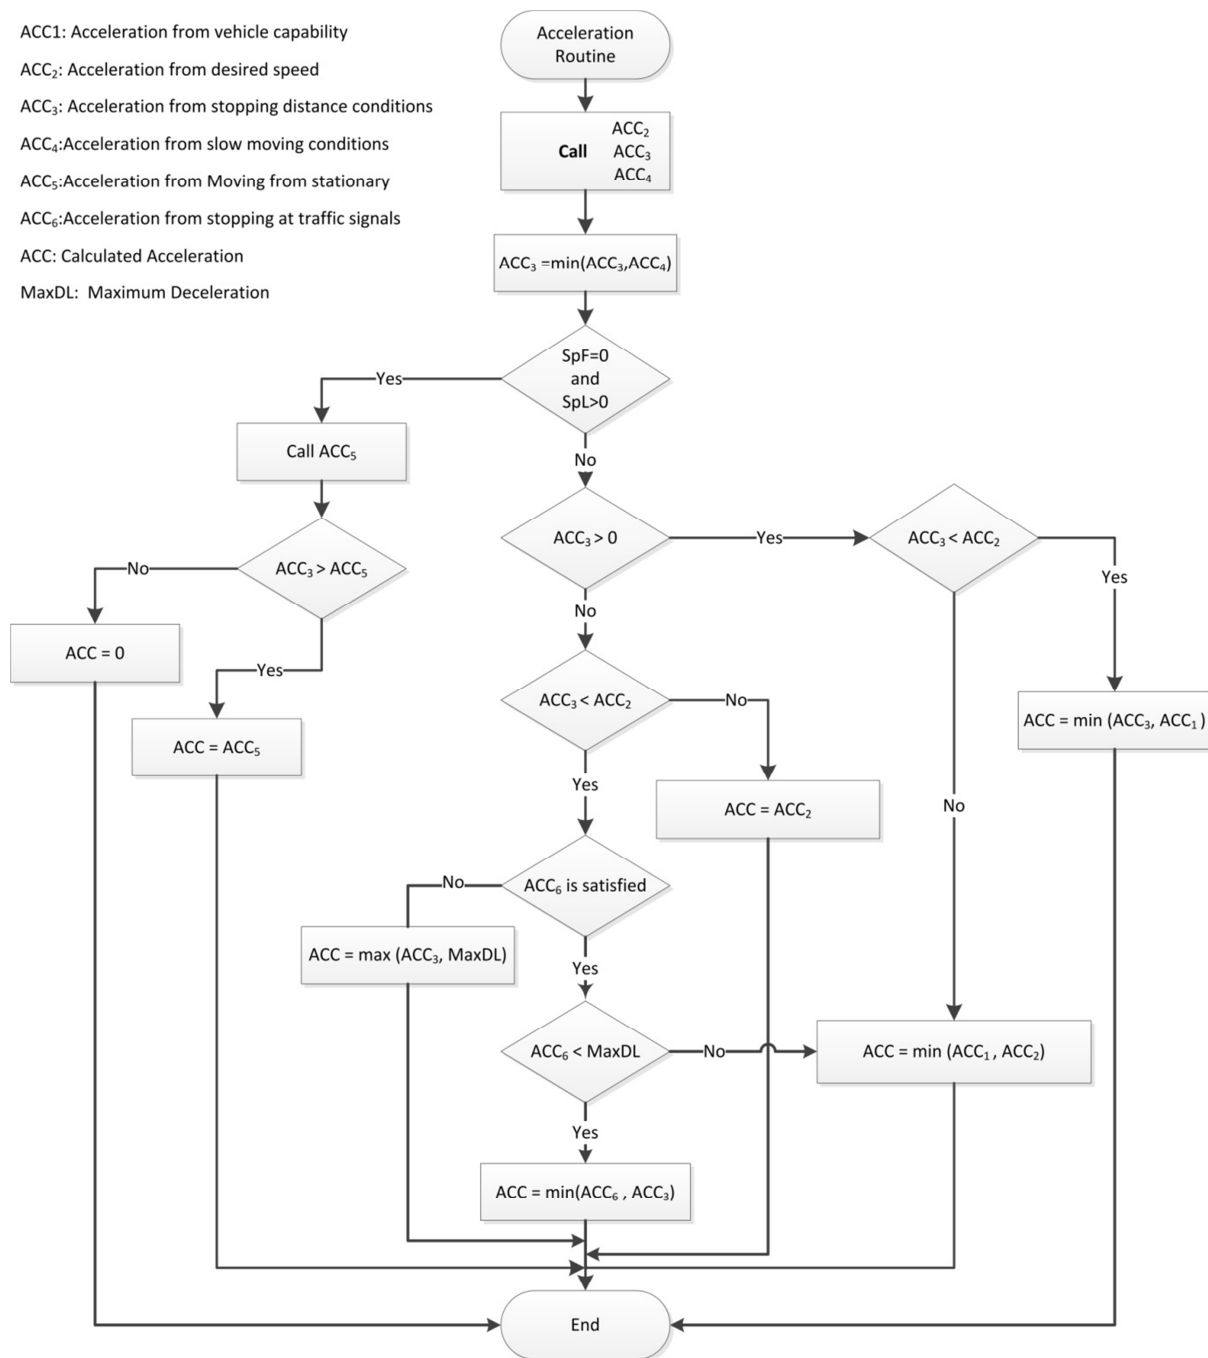 ACC1: Acceleration from vehicle capability
ACC₂: Acceleration from desired speed
ACC₃: Acceleration from stopping distance conditions
ACC₄:Acceleration from slow moving conditions
ACC₅:Acceleration from Moving from stationary
ACC₆:Acceleration from stopping at traffic signals
ACC: Calculated Acceleration
MaxDL: Maximum Deceleration
Acceleration
Routine
ACC₂
Call ACC₃
ACC₄
ACC₃ =min(ACC₃,ACC₄)
SpF=0
and
SpL>0
Yes
No
Call ACC₅
ACC₃ > 0
Yes
ACC₃ < ACC₂
Yes
ACC₃ > ACC₅
No
Yes
No
ACC = 0
ACC = ACC₅
ACC₃ < ACC₂
No
Yes
ACC = min (ACC₃, ACC₁)
ACC = ACC₂
No
ACC₆ is satisfied
No
Yes
ACC = max (ACC₃, MaxDL)
ACC₆ < MaxDL
No
Yes
ACC = min (ACC₁ , ACC₂)
ACC = min(ACC₆ , ACC₃)
End